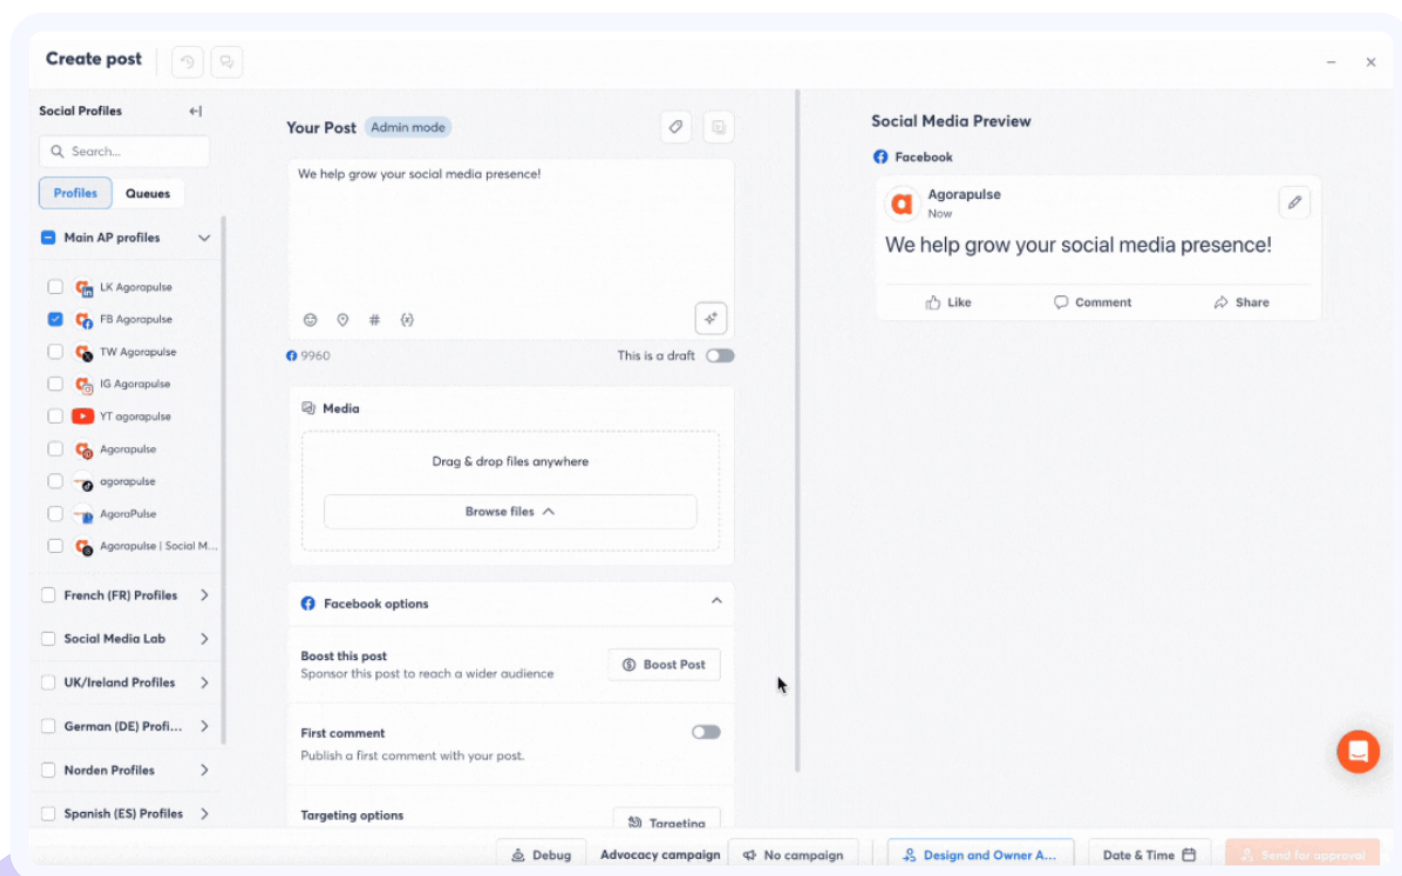 Create post
Social Profiles
Search...
Profiles
Queues
Main AP profiles
LK Agorapulse
FB Agorapulse
TW Agorapulse
IG Agorapulse
YT agorapulse
Agorapulse
agorapulse
AgoraPulse
Agorapulse | Social M...
French (FR) Profiles
Social Media Lab
UK/Ireland Profiles
German (DE) Profi...
Norden Profiles
Spanish (ES) Profiles
Your Post
Admin mode
We help grow your social media presence!
9960
This is a draft
Media
Drag & drop files anywhere
Browse files
Facebook options
Boost this post
Sponsor this post to reach a wider audience
Boost Post
First comment
Publish a first comment with your post.
Targeting options
Targeting
Social Media Preview
Facebook
Agorapulse
Now
We help grow your social media presence!
Like
Comment
Share
Debug
Advocacy campaign
No campaign
Design and Owner A...
Date & Time
Send for approval